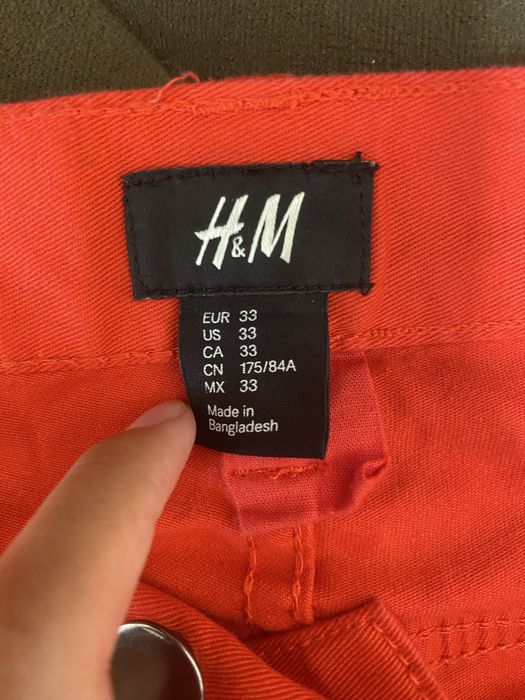 H&M
EUR 33
US 33
CA 33
CN 175/84A
MX 33
Made in
Bangladesh